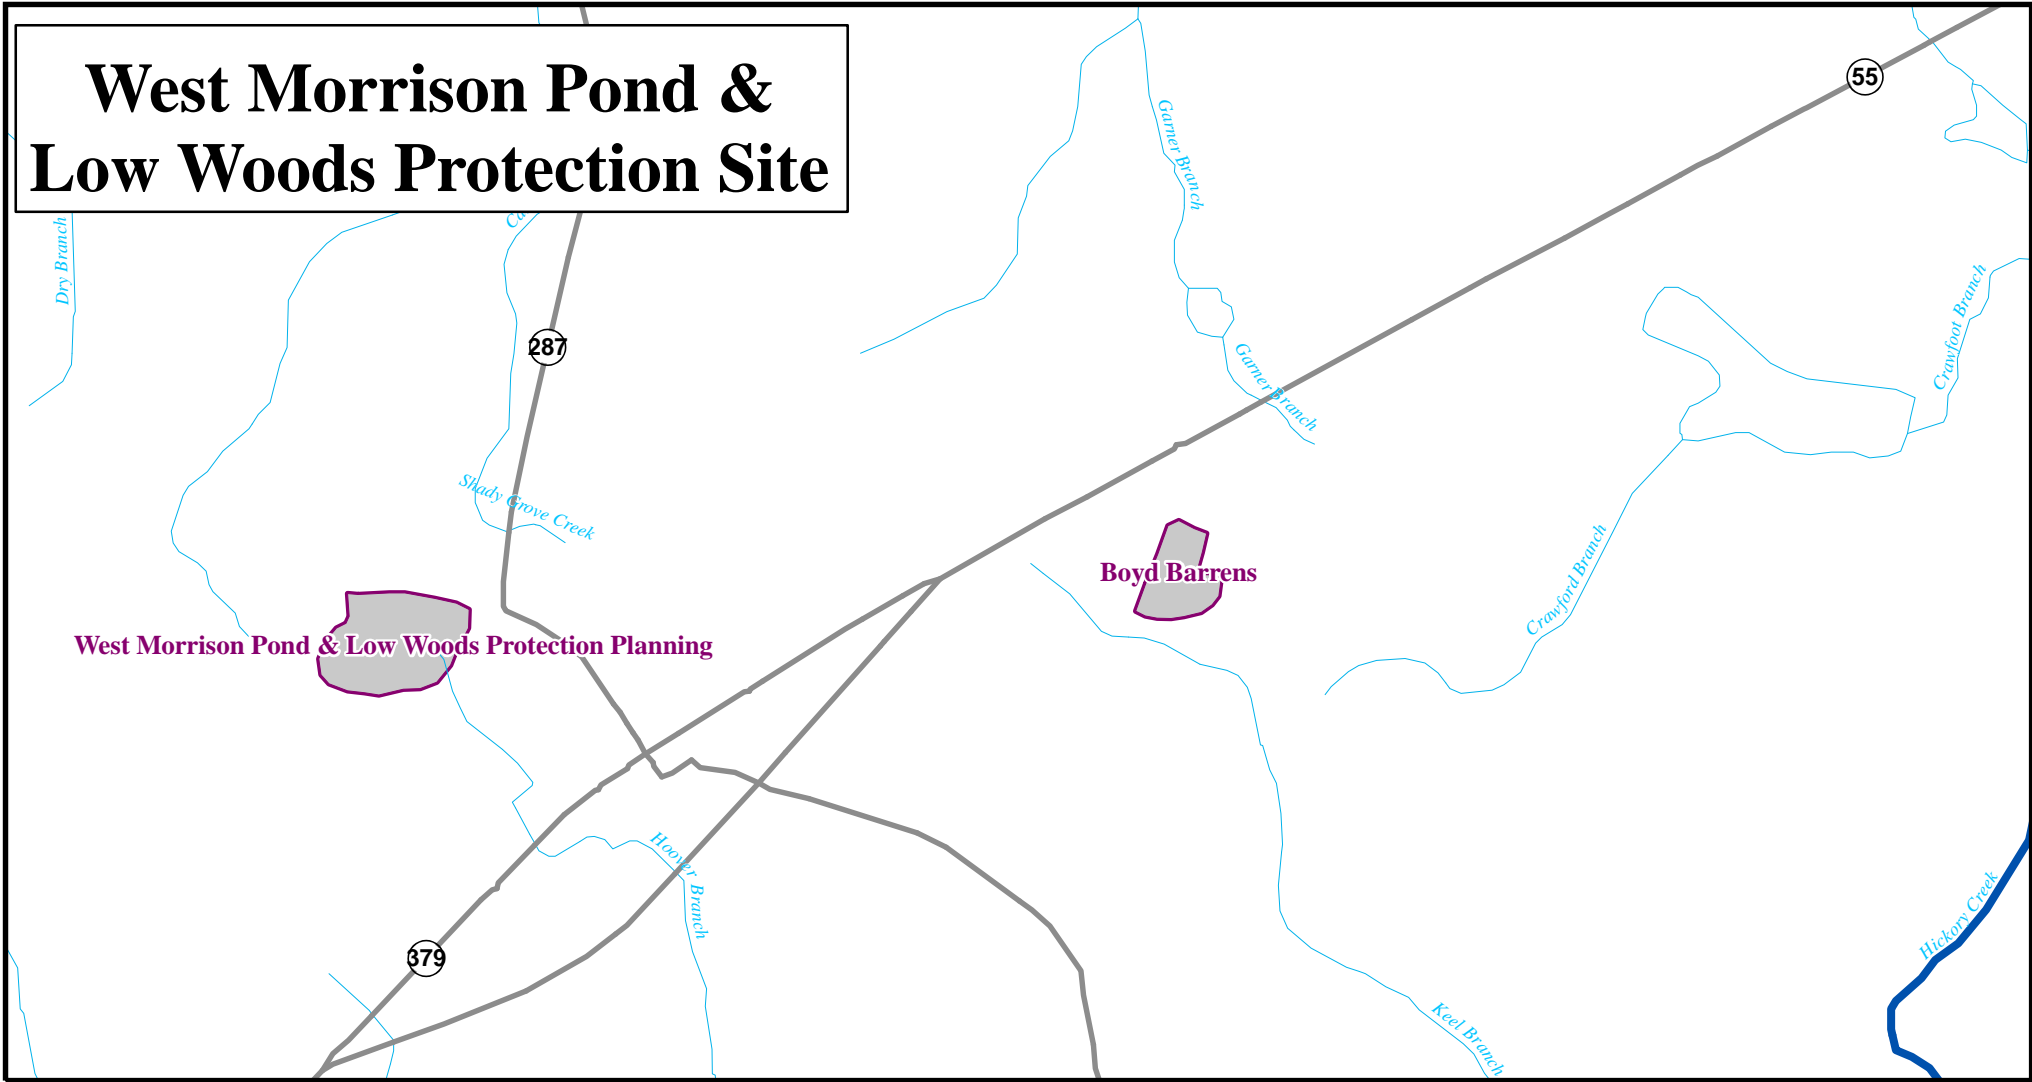 West Morrison Pond &
Low Woods Protection Site
55
Garner Branch
Dry Branch
287
Crawfoot Branch
Garner Branch
Shady Grove Creek
Boyd Barrens
Crawford Branch
West Morrison Pond & Low Woods Protection Planning
Hoover Branch
379
Hickory Creek
Keel Branch